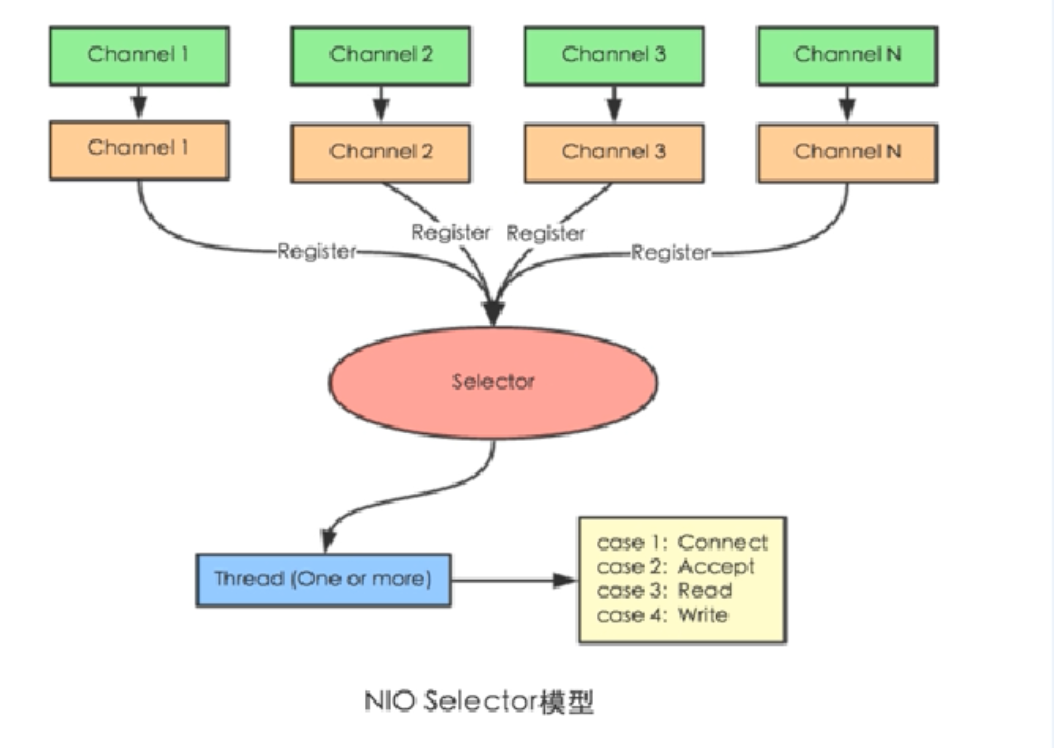 Channel 1
Channel 2
Channel 3
Channel N
Channel 1
Channel 2
Channel 3
Channel N
Register
Register
Register
Register
Selector
Thread (One or more)
case 1: Connect
case 2: Accept
case 3: Read
case 4: Write
NIO Selector模型